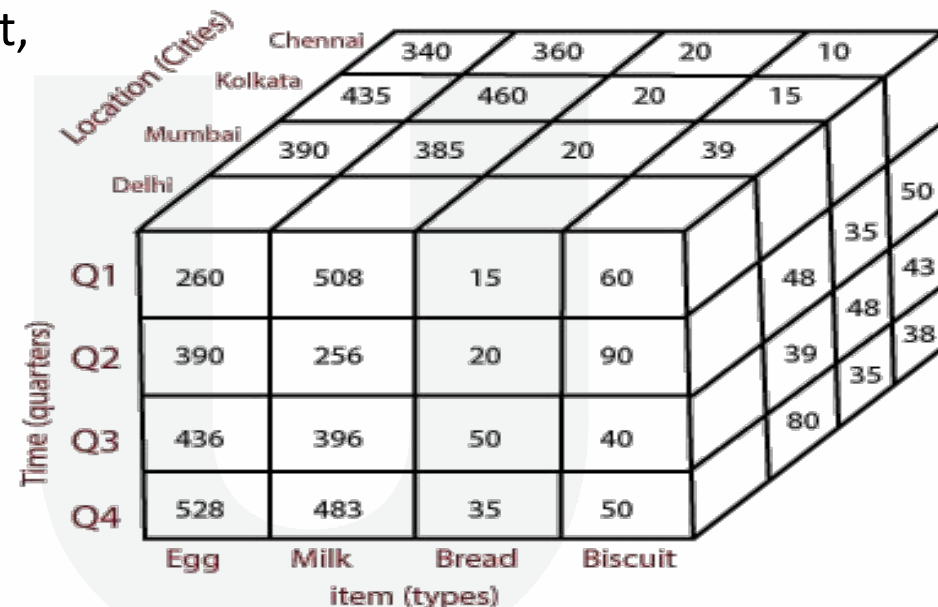 t,
Location (Cities)
Chennai 340 360 20 10
Kolkata 435 460 20 15
Mumbai 390 385 20 39
Delhi
Q1 260 508 15 60
Q2 390 256 20 90
Q3 436 396 50 40
Q4 528 483 35 50
48 35 50
39 48 43
80 35 38
Time (quarters)
Egg Milk Bread Biscuit
item (types)